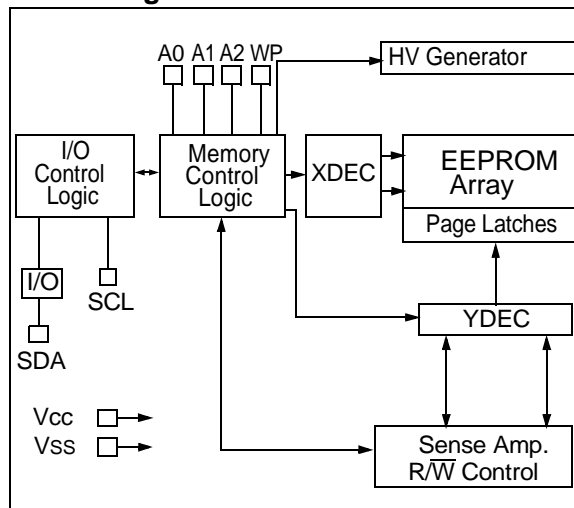 A0 A1 A2 WP
HV Generator
I/O
Control
Logic
Memory
Control
Logic
XDEC
EEPROM
Array
Page Latches
I/O
SCL
SDA
YDEC
Vcc
Vss
Sense Amp.
R/W̅ Control